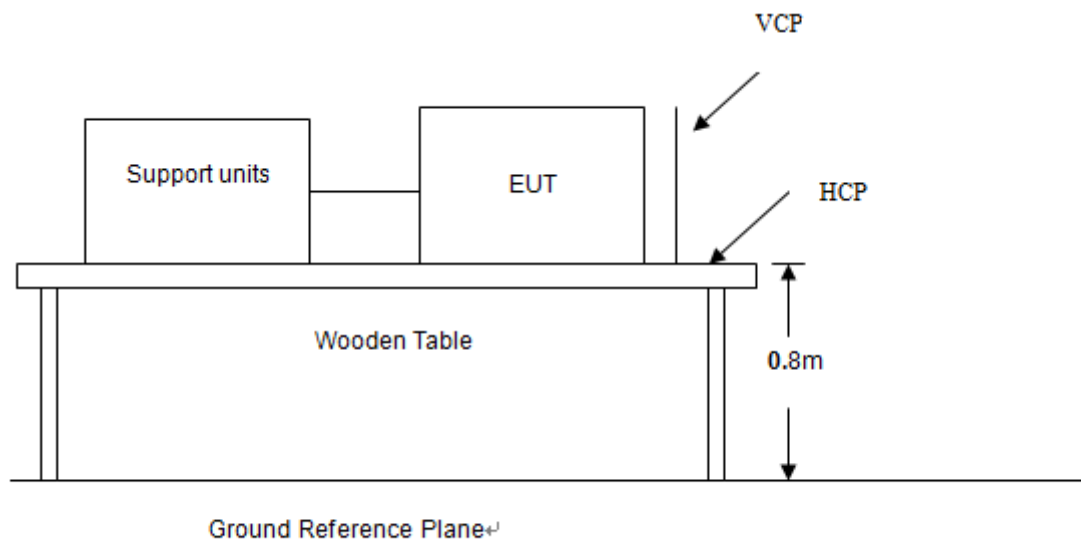 VCP
Support units
EUT
HCP
Wooden Table
0.8m
Ground Reference Plane↵